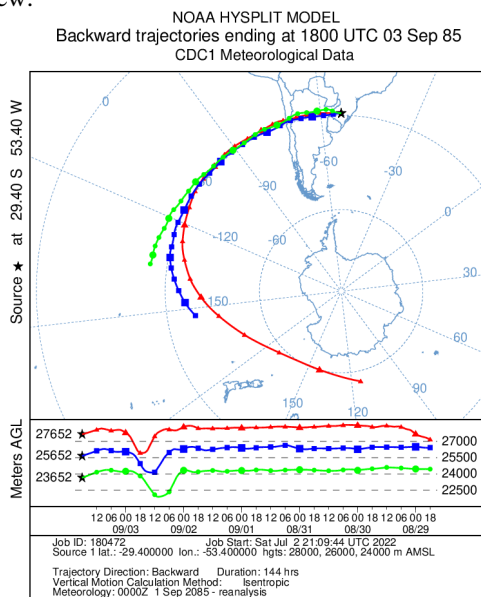 ew:
NOAA HYSPLIT MODEL
Backward trajectories ending at 1800 UTC 03 Sep 85
CDC1 Meteorological Data
Source ★ at 29.40 S 53.40 W
0
-30
-60
-90
-120
-150
0
-30
-60
30
60
90
120
150
Meters AGL
27652
25652
23652
27000
25500
24000
22500
12 06 00 18 12 06 00 18 12 06 00 18 12 06 00 18 12 06 00 18 12 06 00 18
09/03 09/02 09/01 08/31 08/30 08/29
Job ID: 180472 Job Start: Sat Jul 2 21:09:44 UTC 2022
Source 1 lat.: -29.400000 lon.: -53.400000 hgts: 28000, 26000, 24000 m AMSL
Trajectory Direction: Backward Duration: 144 hrs
Vertical Motion Calculation Method: Isentropic
Meteorology: 0000Z 1 Sep 2085 - reanalysis